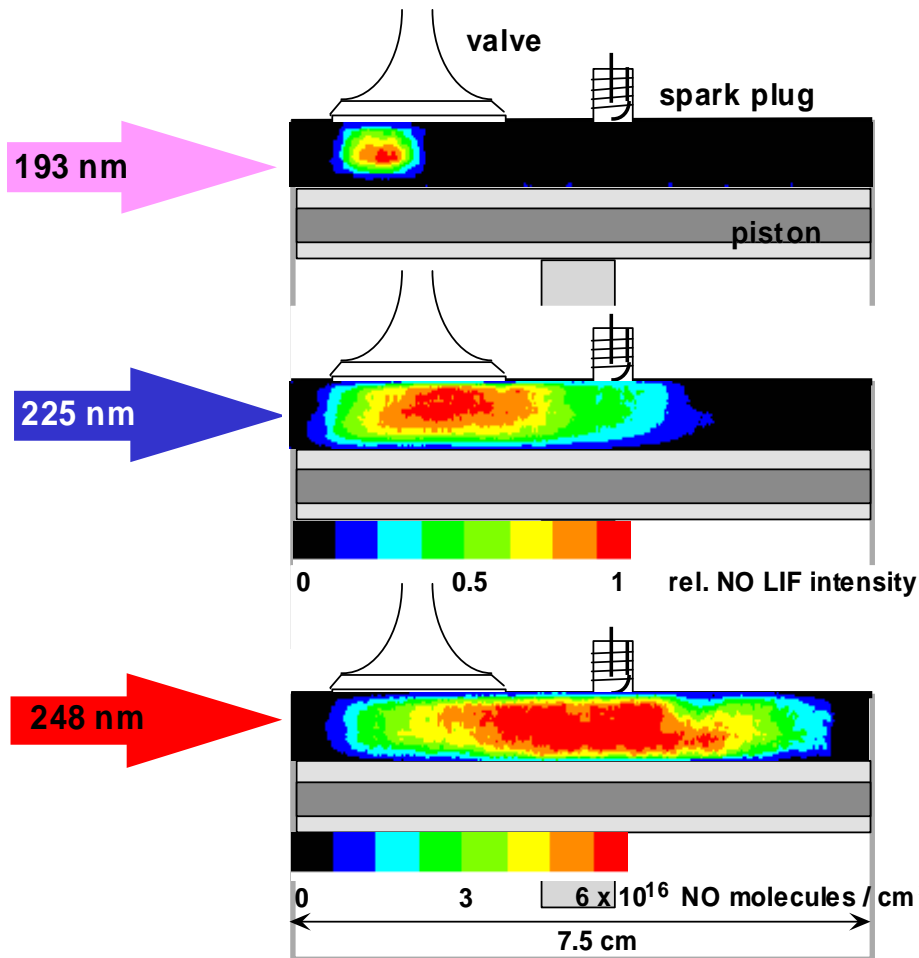 valve
spark plug
193 nm
piston
225 nm
0 0.5 1 rel. NO LIF intensity
248 nm
0 3 6 x 10¹⁶ NO molecules / cm
7.5 cm